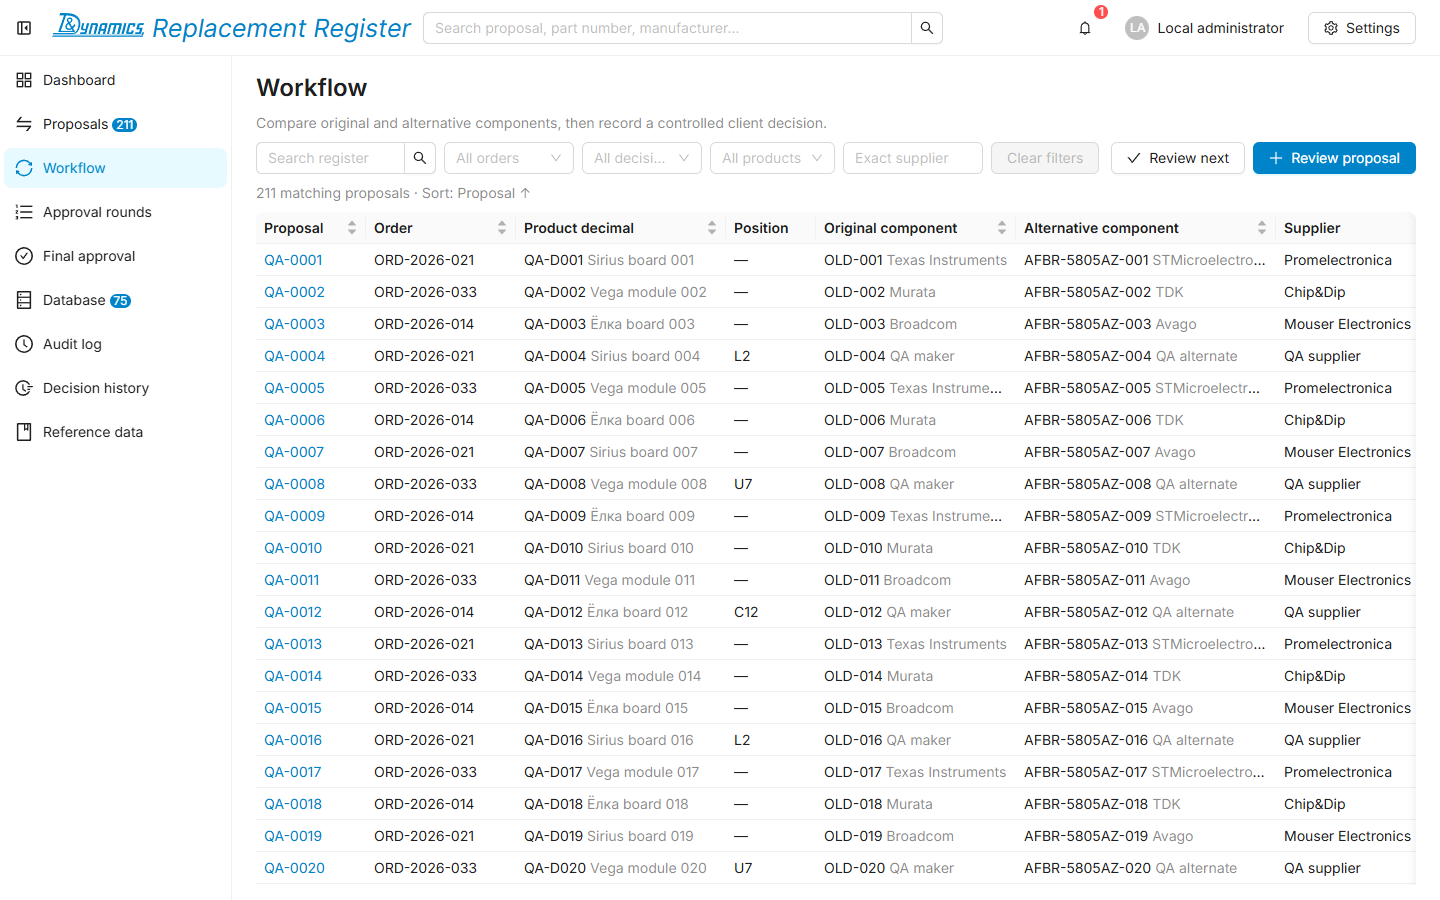 Dynamics Replacement Register Search proposal, part number, manufacturer... 1 LA Local administrator Settings
Dashboard
Proposals 211
Workflow
Approval rounds
Final approval
Database 75
Audit log
Decision history
Reference data
Workflow
Compare original and alternative components, then record a controlled client decision.
Search register All orders All decisi... All products Exact supplier Clear filters Review next Review proposal
211 matching proposals · Sort: Proposal ↑
Proposal Order Product decimal Position Original component Alternative component Supplier
QA-0001 ORD-2026-021 QA-D001 Sirius board 001 — OLD-001 Texas Instruments AFBR-5805AZ-001 STMicroelectro... Promelectronica
QA-0002 ORD-2026-033 QA-D002 Vega module 002 — OLD-002 Murata AFBR-5805AZ-002 TDK Chip&Dip
QA-0003 ORD-2026-014 QA-D003 Ёлка board 003 — OLD-003 Broadcom AFBR-5805AZ-003 Avago Mouser Electronics
QA-0004 ORD-2026-021 QA-D004 Sirius board 004 L2 OLD-004 QA maker AFBR-5805AZ-004 QA alternate QA supplier
QA-0005 ORD-2026-033 QA-D005 Vega module 005 — OLD-005 Texas Instrume... AFBR-5805AZ-005 STMicroelectr... Promelectronica
QA-0006 ORD-2026-014 QA-D006 Ёлка board 006 — OLD-006 Murata AFBR-5805AZ-006 TDK Chip&Dip
QA-0007 ORD-2026-021 QA-D007 Sirius board 007 — OLD-007 Broadcom AFBR-5805AZ-007 Avago Mouser Electronics
QA-0008 ORD-2026-033 QA-D008 Vega module 008 U7 OLD-008 QA maker AFBR-5805AZ-008 QA alternate QA supplier
QA-0009 ORD-2026-014 QA-D009 Ёлка board 009 — OLD-009 Texas Instrume... AFBR-5805AZ-009 STMicroelectr... Promelectronica
QA-0010 ORD-2026-021 QA-D010 Sirius board 010 — OLD-010 Murata AFBR-5805AZ-010 TDK Chip&Dip
QA-0011 ORD-2026-033 QA-D011 Vega module 011 — OLD-011 Broadcom AFBR-5805AZ-011 Avago Mouser Electronics
QA-0012 ORD-2026-014 QA-D012 Ёлка board 012 C12 OLD-012 QA maker AFBR-5805AZ-012 QA alternate QA supplier
QA-0013 ORD-2026-021 QA-D013 Sirius board 013 — OLD-013 Texas Instruments AFBR-5805AZ-013 STMicroelectro... Promelectronica
QA-0014 ORD-2026-033 QA-D014 Vega module 014 — OLD-014 Murata AFBR-5805AZ-014 TDK Chip&Dip
QA-0015 ORD-2026-014 QA-D015 Ёлка board 015 — OLD-015 Broadcom AFBR-5805AZ-015 Avago Mouser Electronics
QA-0016 ORD-2026-021 QA-D016 Sirius board 016 L2 OLD-016 QA maker AFBR-5805AZ-016 QA alternate QA supplier
QA-0017 ORD-2026-033 QA-D017 Vega module 017 — OLD-017 Texas Instruments AFBR-5805AZ-017 STMicroelectro... Promelectronica
QA-0018 ORD-2026-014 QA-D018 Ёлка board 018 — OLD-018 Murata AFBR-5805AZ-018 TDK Chip&Dip
QA-0019 ORD-2026-021 QA-D019 Sirius board 019 — OLD-019 Broadcom AFBR-5805AZ-019 Avago Mouser Electronics
QA-0020 ORD-2026-033 QA-D020 Vega module 020 U7 OLD-020 QA maker AFBR-5805AZ-020 QA alternate QA supplier